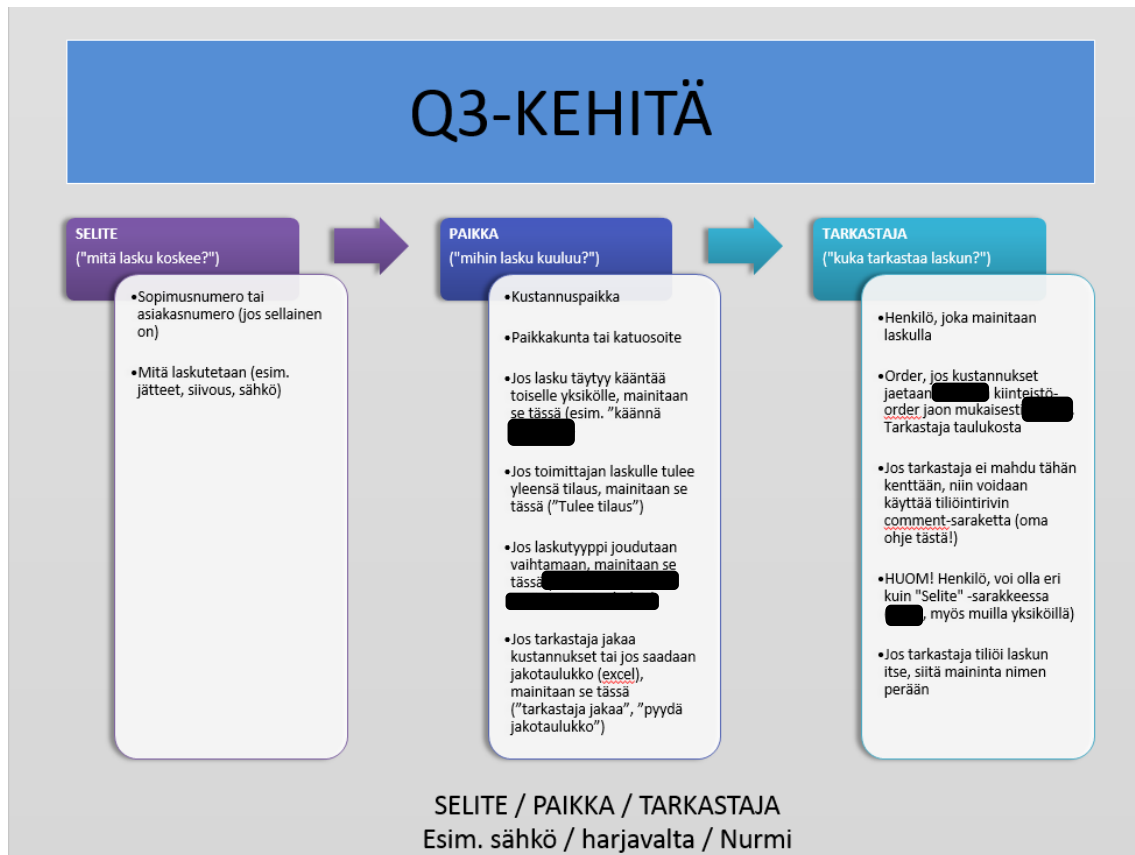 Q3-KEHITÄ
SELITE
("mitä lasku koskee?")
•Sopimusnumero tai
asiakasnumero (jos sellainen
on)
•Mitä laskutetaan (esim.
jätteet, siivous, sähkö)
PAIKKA
("mihin lasku kuuluu?")
•Kustannuspaikka
•Paikkakunta tai katuosoite
•Jos lasku täytyy kääntää
toiselle yksikölle, mainitaan
se tässä (esim. ”käännä
•Jos toimittajan laskulle tulee
yleensä tilaus, mainitaan se
tässä (”Tulee tilaus”)
•Jos laskutyyppi joudutaan
vaihtamaan, mainitaan se
tässä
•Jos tarkastaja jakaa
kustannukset tai jos saadaan
jakotaulukko (excel),
mainitaan se tässä
(”tarkastaja jakaa”, ”pyydä
jakotaulukko”)
TARKASTAJA
("kuka tarkastaa laskun?")
•Henkilö, joka mainitaan
laskulla
•Order, jos kustannukset
jaetaan kiinteistö-
order jaon mukaisesti
Tarkastaja taulukosta
•Jos tarkastaja ei mahdu tähän
kenttään, niin voidaan
käyttää tiliöintirivin
comment-saraketta (oma
ohje tästä!)
•HUOM! Henkilö, voi olla eri
kuin "Selite" -sarakkeessa
, myös muilla yksiköillä)
•Jos tarkastaja tiliöi laskun
itse, siitä maininta nimen
perään
SELITE / PAIKKA / TARKASTAJA
Esim. sähkö / harjavalta / Nurmi